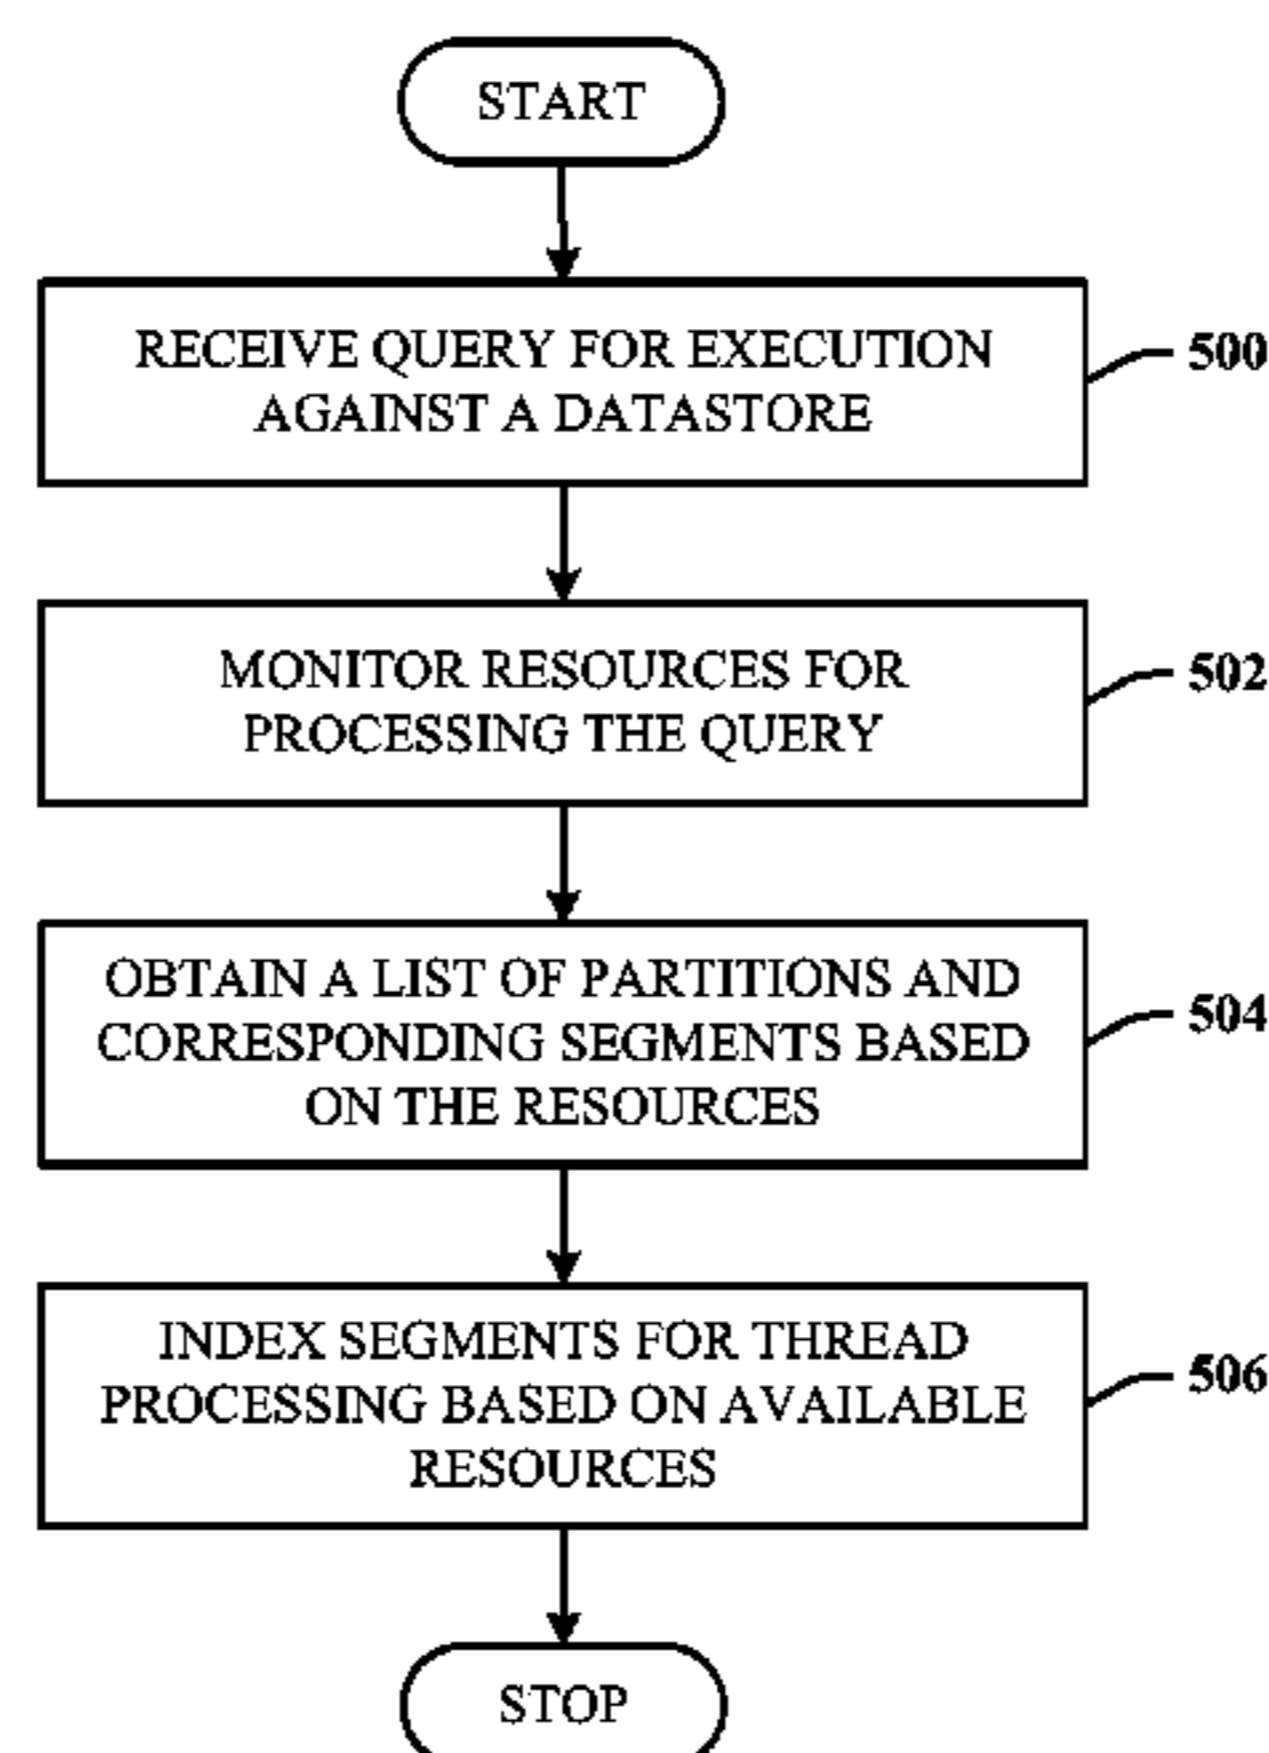 START
RECEIVE QUERY FOR EXECUTION
AGAINST A DATASTORE
500
MONITOR RESOURCES FOR
PROCESSING THE QUERY
502
OBTAIN A LIST OF PARTITIONS AND
CORRESPONDING SEGMENTS BASED
ON THE RESOURCES
504
INDEX SEGMENTS FOR THREAD
PROCESSING BASED ON AVAILABLE
RESOURCES
506
STOP